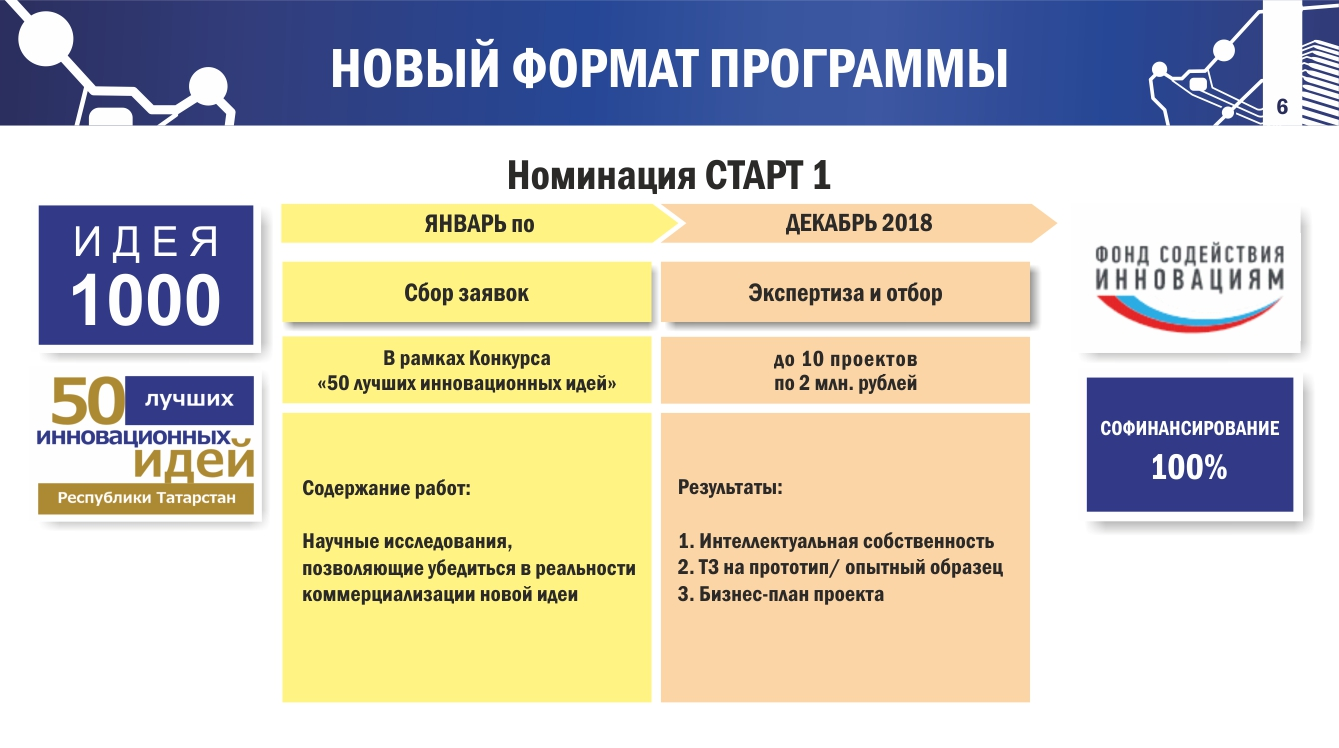 НОВЫЙ ФОРМАТ ПРОГРАММЫ
6
Номинация СТАРТ 1
ИДЕЯ
1000
50 лучших
инновационных
идей
Республики Татарстан
ЯНВАРЬ по
ДЕКАБРЬ 2018
Сбор заявок
Экспертиза и отбор
В рамках Конкурса
«50 лучших инновационных идей»
до 10 проектов
по 2 млн. рублей
Содержание работ:
Научные исследования,
позволяющие убедиться в реальности
коммерциализации новой идеи
Результаты:
1. Интеллектуальная собственность
2. ТЗ на прототип/ опытный образец
3. Бизнес-план проекта
ФОНД СОДЕЙСТВИЯ
ИННОВАЦИЯМ
СОФИНАНСИРОВАНИЕ
100%